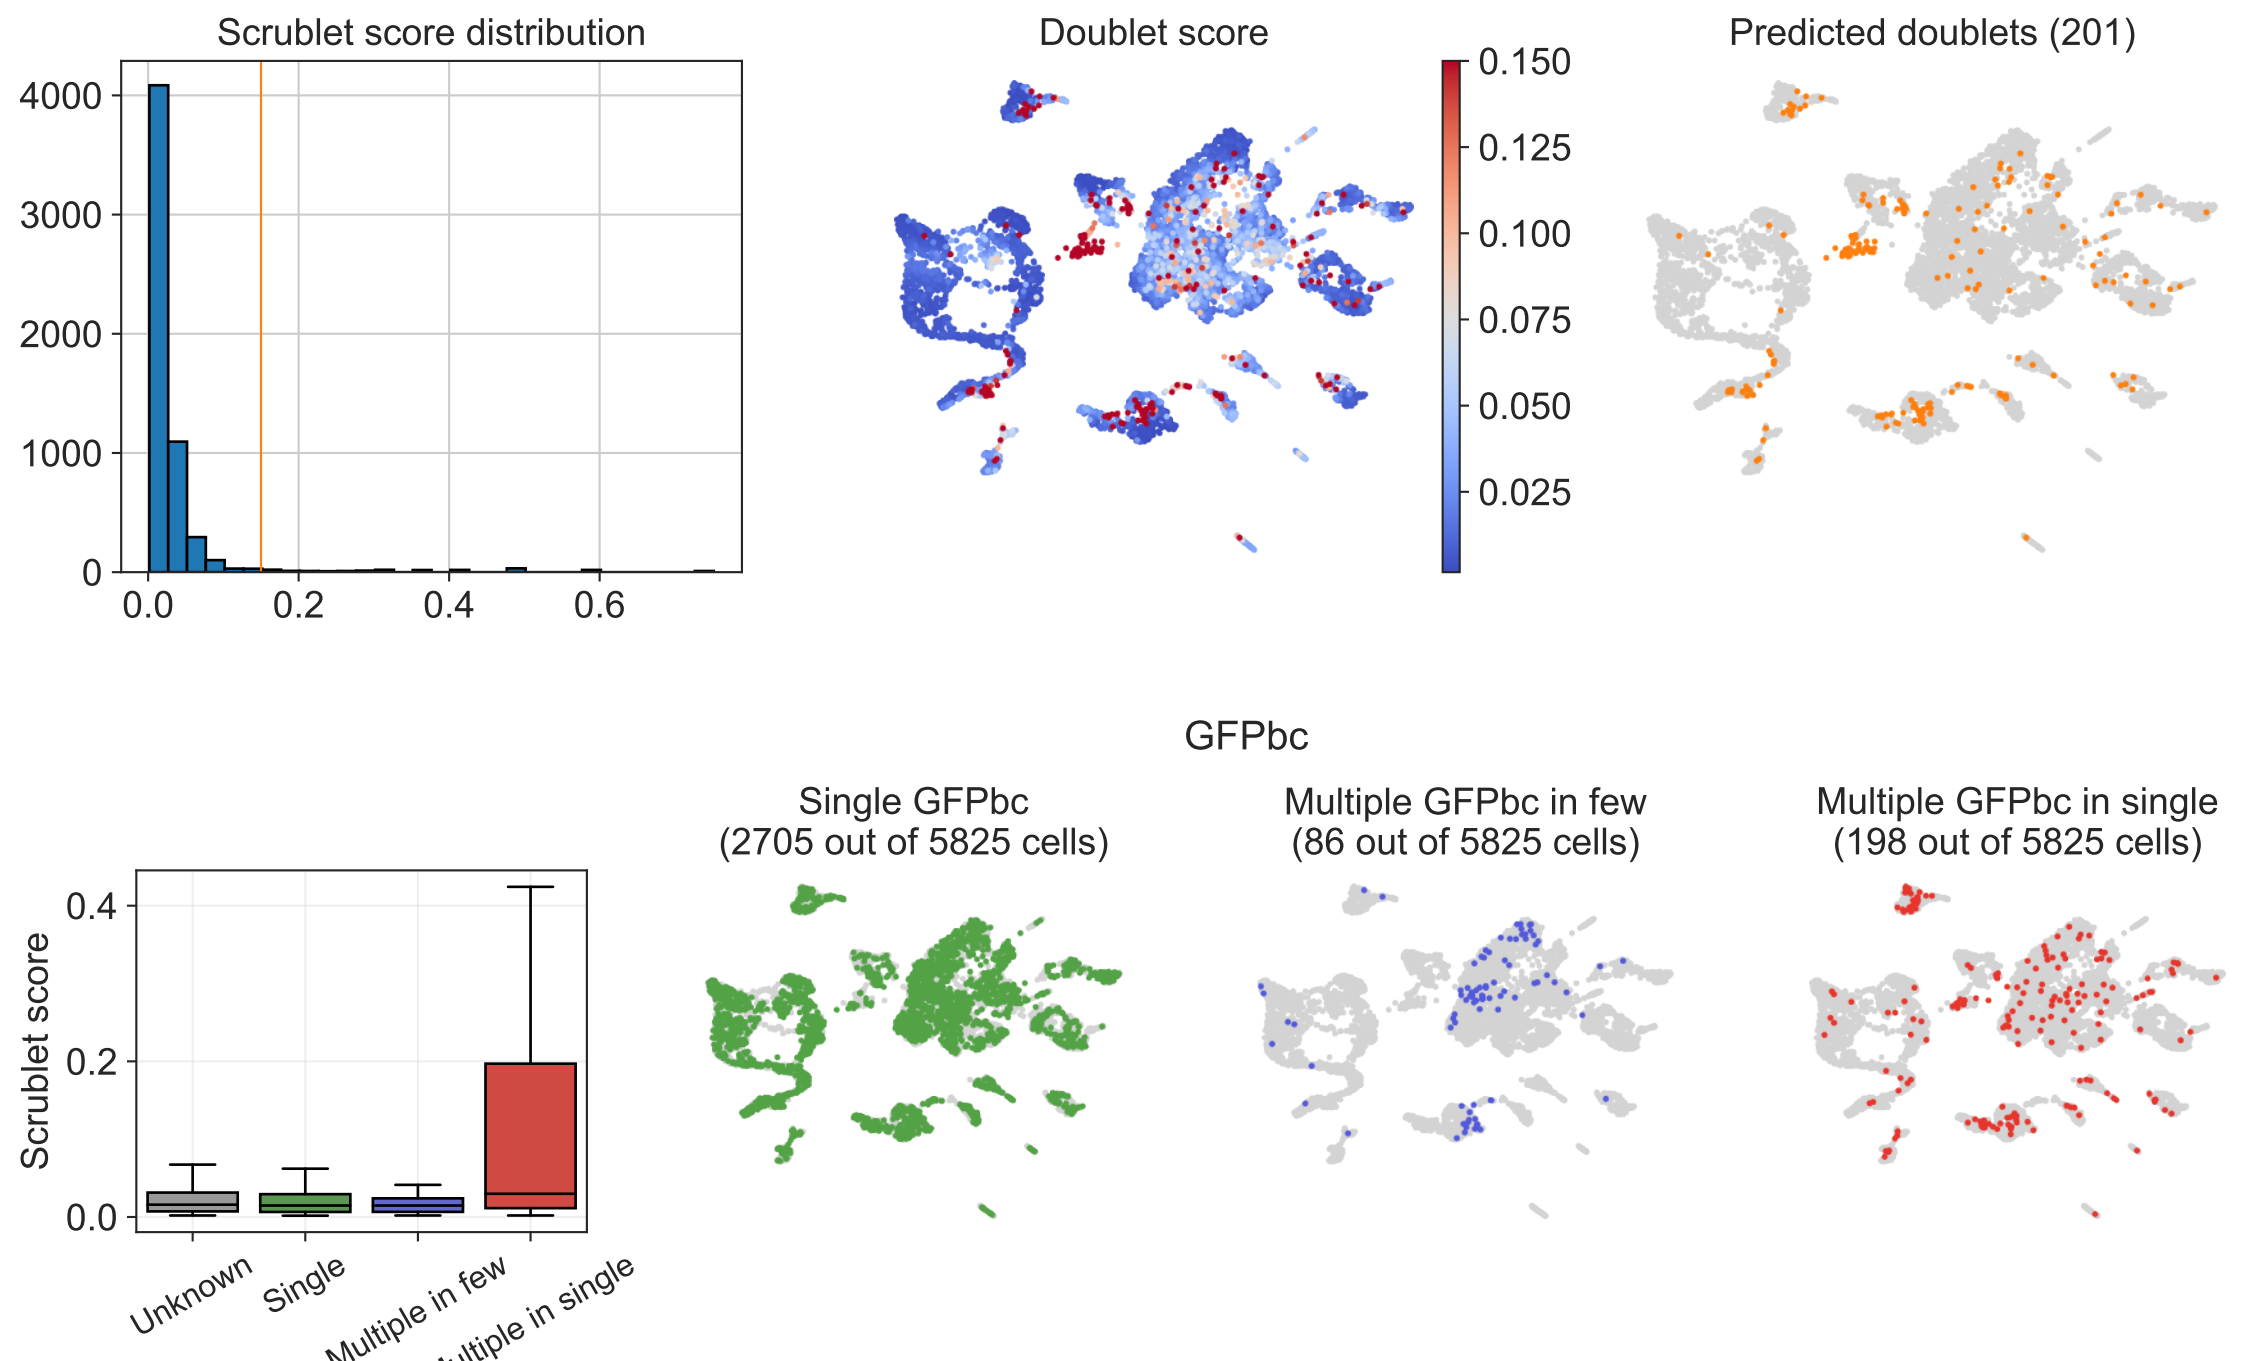 Scrublet score distribution
4000
3000
2000
1000
0
0.0 0.2 0.4 0.6
Doublet score
0.150
0.125
0.100
0.075
0.050
0.025
Predicted doublets (201)
GFPbc
Scrublet score
0.4
0.2
0.0
Unknown
Single
Multiple in few
in single
Single GFPbc
(2705 out of 5825 cells)
Multiple GFPbc in few
(86 out of 5825 cells)
Multiple GFPbc in single
(198 out of 5825 cells)